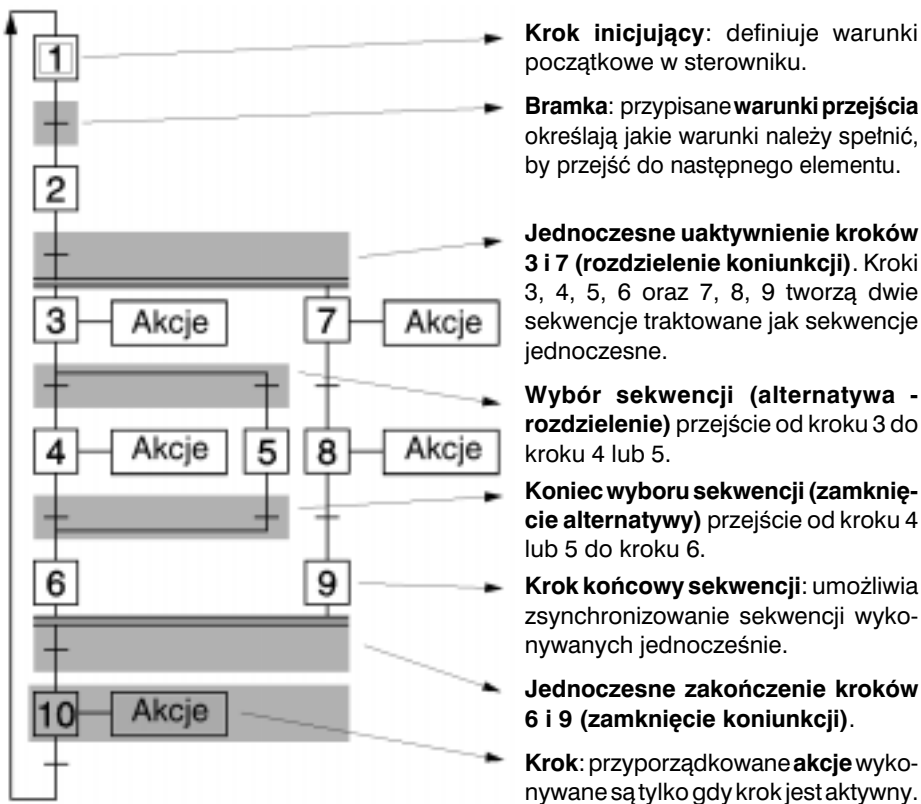 1
2
3 Akcje 7 Akcje
4 Akcje 5 8 Akcje
6 9
10 Akcje
Krok inicjujący: definiuje warunki
początkowe w sterowniku.
Bramka: przypisane warunki przejścia
określają jakie warunki należy spełnić,
by przejść do następnego elementu.
Jednoczesne uaktywnienie kroków
3 i 7 (rozdzielenie koniunkcji). Kroki
3, 4, 5, 6 oraz 7, 8, 9 tworzą dwie
sekwencje traktowane jak sekwencje
jednoczesne.
Wybór sekwencji (alternatywa -
rozdzielenie) przejście od kroku 3 do
kroku 4 lub 5.
Koniec wyboru sekwencji (zamknię-
cie alternatywy) przejście od kroku 4
lub 5 do kroku 6.
Krok końcowy sekwencji: umożliwia
zsynchronizowanie sekwencji wyko-
nywanych jednocześnie.
Jednoczesne zakończenie kroków
6 i 9 (zamknięcie koniunkcji).
Krok: przyporządkowane akcje wyko-
nywane są tylko gdy krok jest aktywny.